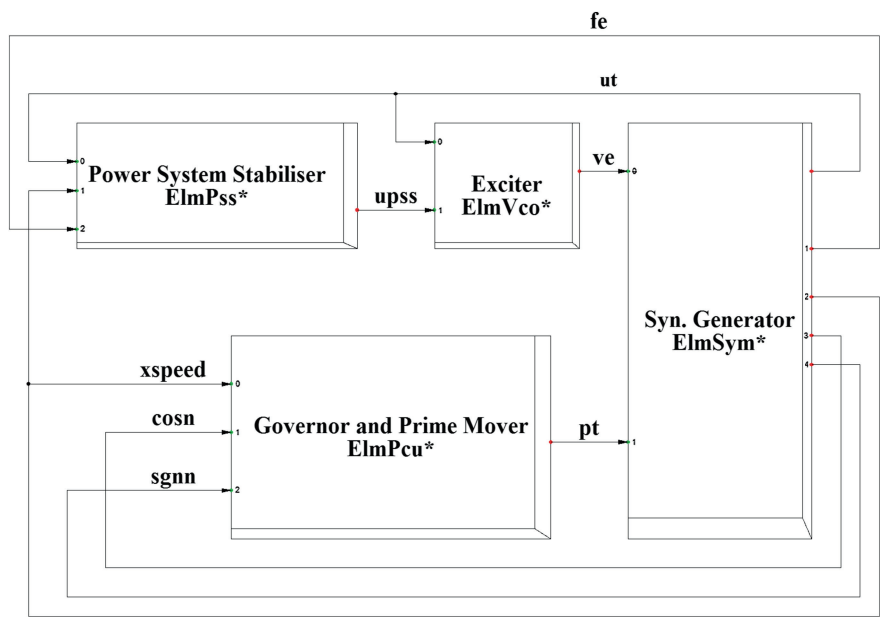 fe
ut
0
1
2
Power System Stabiliser
ElmPss*
upss
0
1
Exciter
ElmVco*
ve
0
1
Syn. Generator
ElmSym*
1
2
3
4
xspeed
cosn
sgnn
0
1
2
Governor and Prime Mover
ElmPcu*
pt